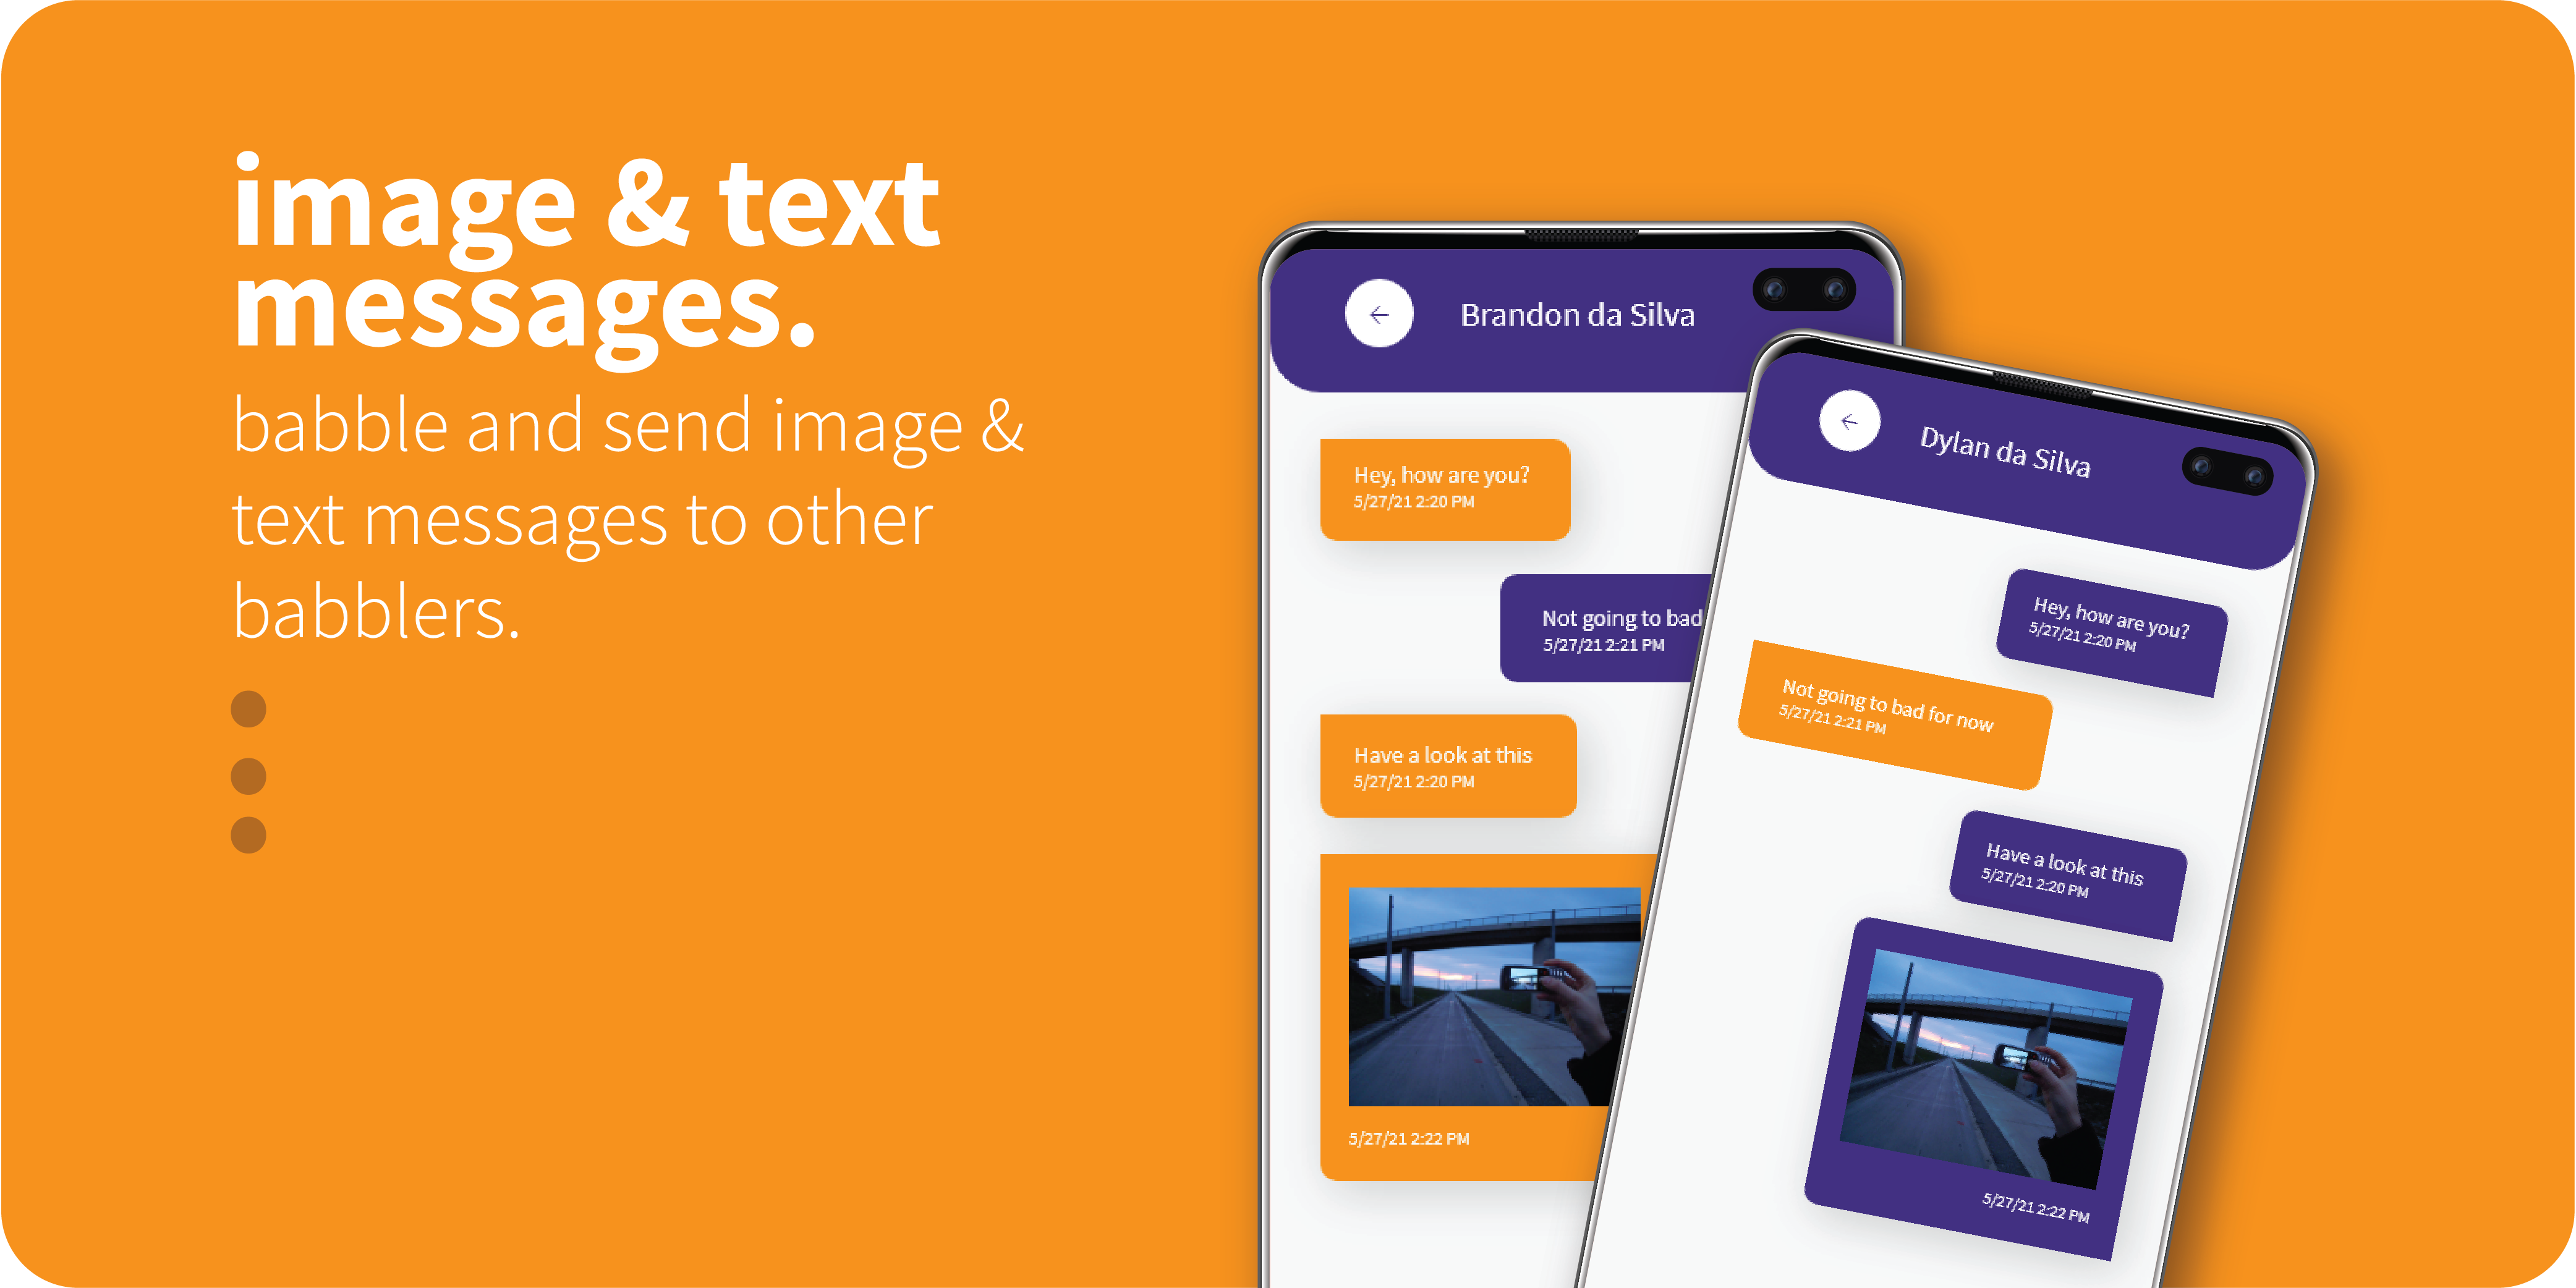 image & text
messages.
babble and send image &
text messages to other
babblers.
Brandon da Silva
Hey, how are you?
5/27/21 2:20 PM
Not going to bad
5/27/21 2:21 PM
Have a look at this
5/27/21 2:20 PM
5/27/21 2:22 PM
Dylan da Silva
Hey, how are you?
5/27/21 2:20 PM
Not going to bad for now
5/27/21 2:21 PM
Have a look at this
5/27/21 2:20 PM
5/27/21 2:22 PM